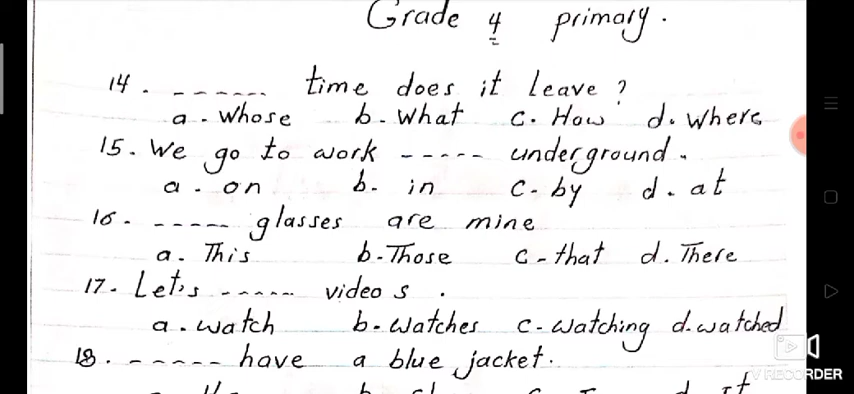 Grade 4 primary.
14. ------ time does it leave?
a. Whose b. What c. How d. Where
15. We go to work ----- underground.
a. on b. in c- by d. at
16. ----- glasses are mine
a. This b. Those c- that d. There
17. Let's ----- videos.
a. watch b. watches c- watching d. watched
18. ----- have a blue jacket.
V RECORDER